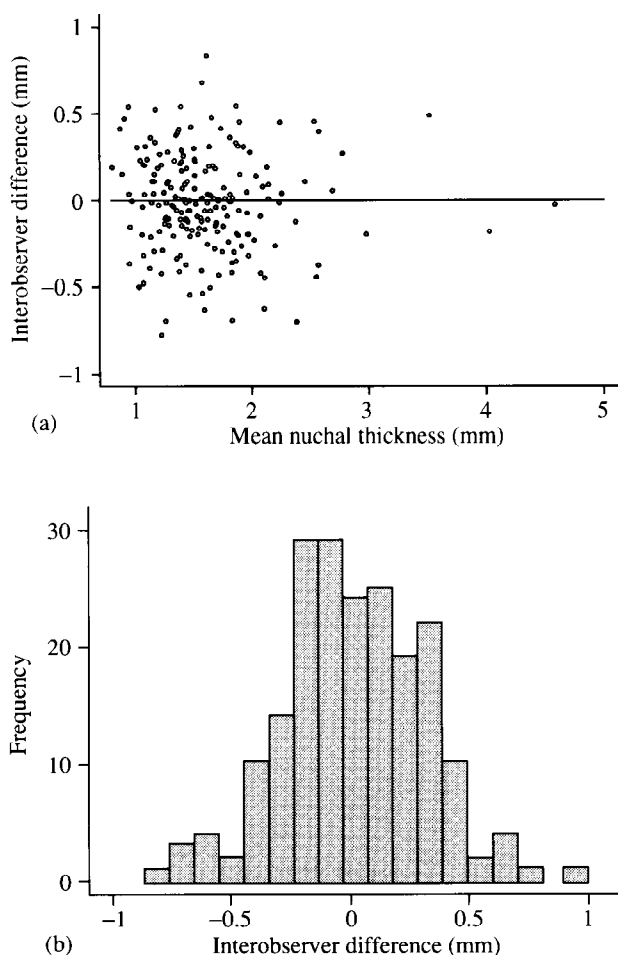 1
0.5
0
−0.5
−1
Interobserver difference (mm)
1 2 3 4 5
(a) Mean nuchal thickness (mm)
30
20
10
0
Frequency
−1 −0.5 0 0.5 1
(b) Interobserver difference (mm)